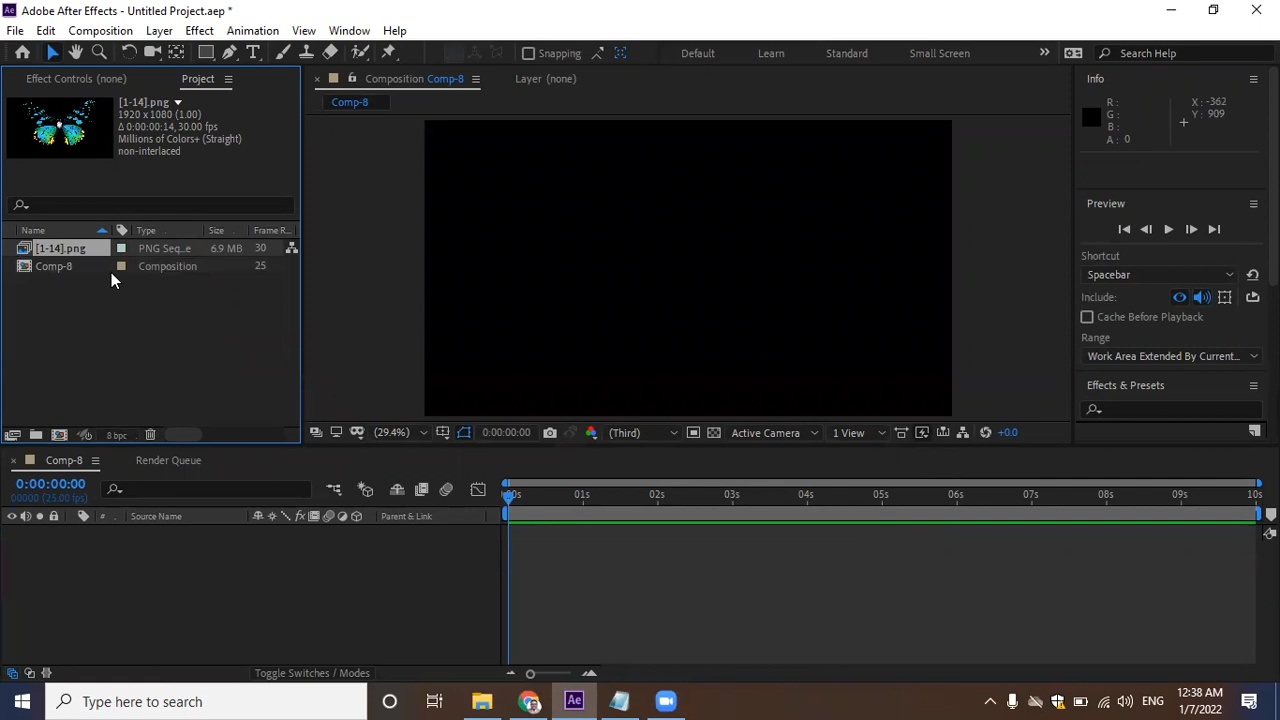 Adobe After Effects - Untitled Project.aep *
File Edit Composition Layer Effect Animation View Window Help
Snapping Default Learn Standard Small Screen Search Help
Effect Controls (none) Project
[1-14].png
1920 x 1080 (1.00)
Δ 0:00:00:14, 30.00 fps
Millions of Colors+ (Straight)
non-interlaced
Name Type Size Frame R...
[1-14].png PNG Seq...e 6.9 MB 30
Comp-8 Composition 25
8 bpc
Composition Comp-8 Layer (none)
Comp-8
(29.4%) 0:00:00:00 (Third) Active Camera 1 View +0.0
Info
R: X: -362
G: Y: 909
B:
A: 0
Preview
Shortcut
Spacebar
Include:
Cache Before Playback
Range
Work Area Extended By Current...
Effects & Presets
Comp-8 Render Queue
0:00:00:00
00000 (25.00 fps)
# Source Name Parent & Link
:00s 01s 02s 03s 04s 05s 06s 07s 08s 09s 10s
Toggle Switches / Modes
Type here to search
ENG
12:38 AM
1/7/2022